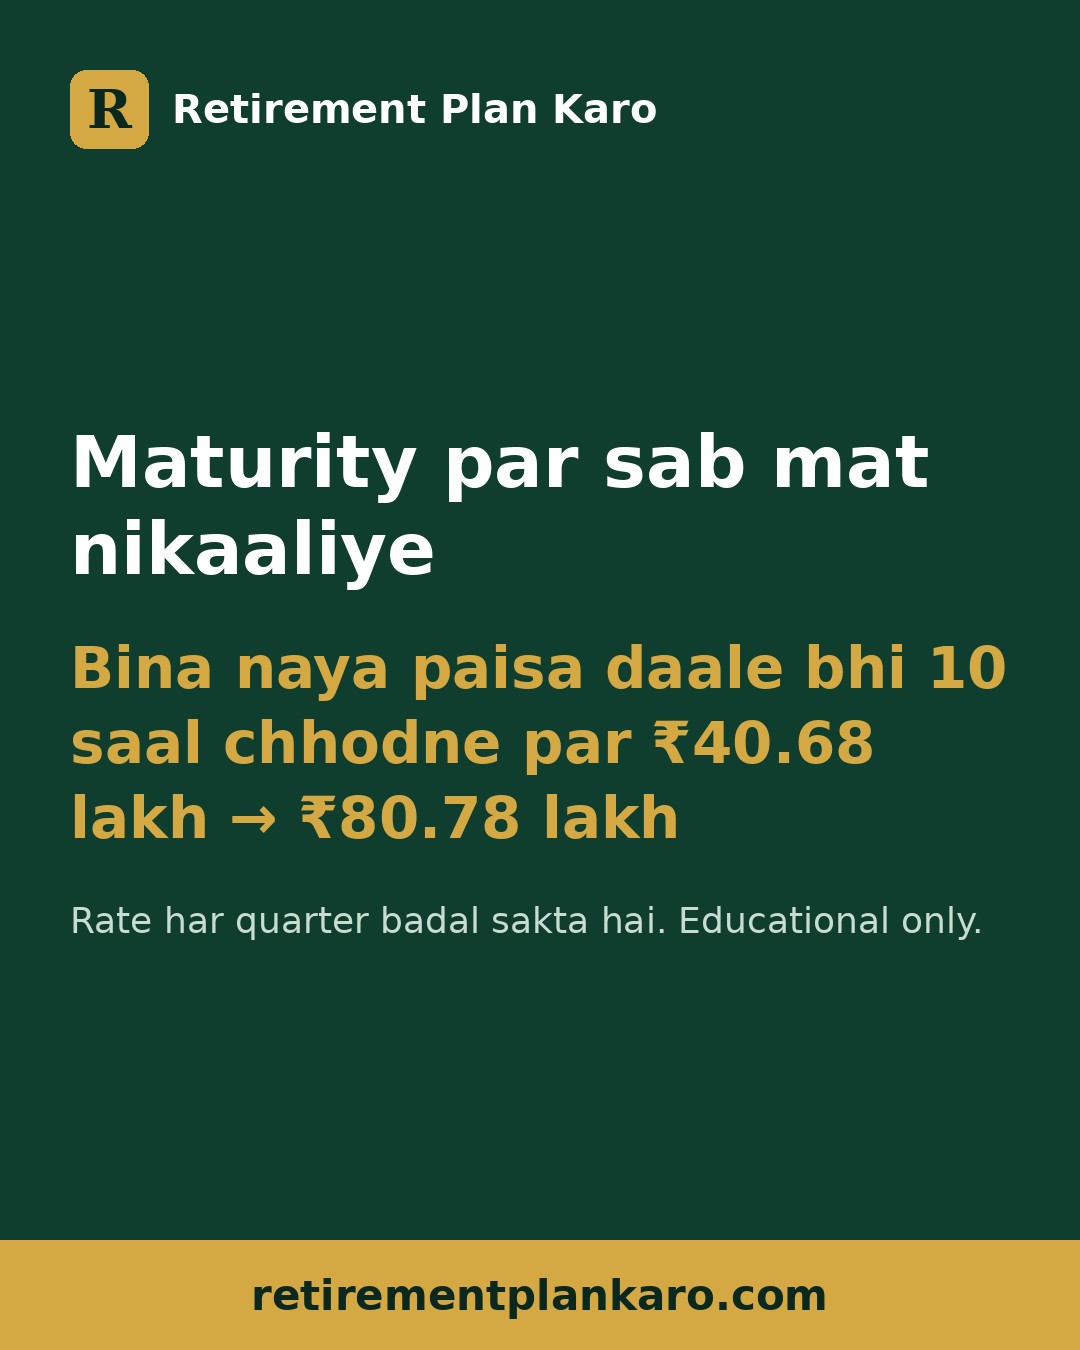 R Retirement Plan Karo
Maturity par sab mat
nikaaliye
Bina naya paisa daale bhi 10
saal chhodne par ₹40.68
lakh → ₹80.78 lakh
Rate har quarter badal sakta hai. Educational only.
retirementplankaro.com